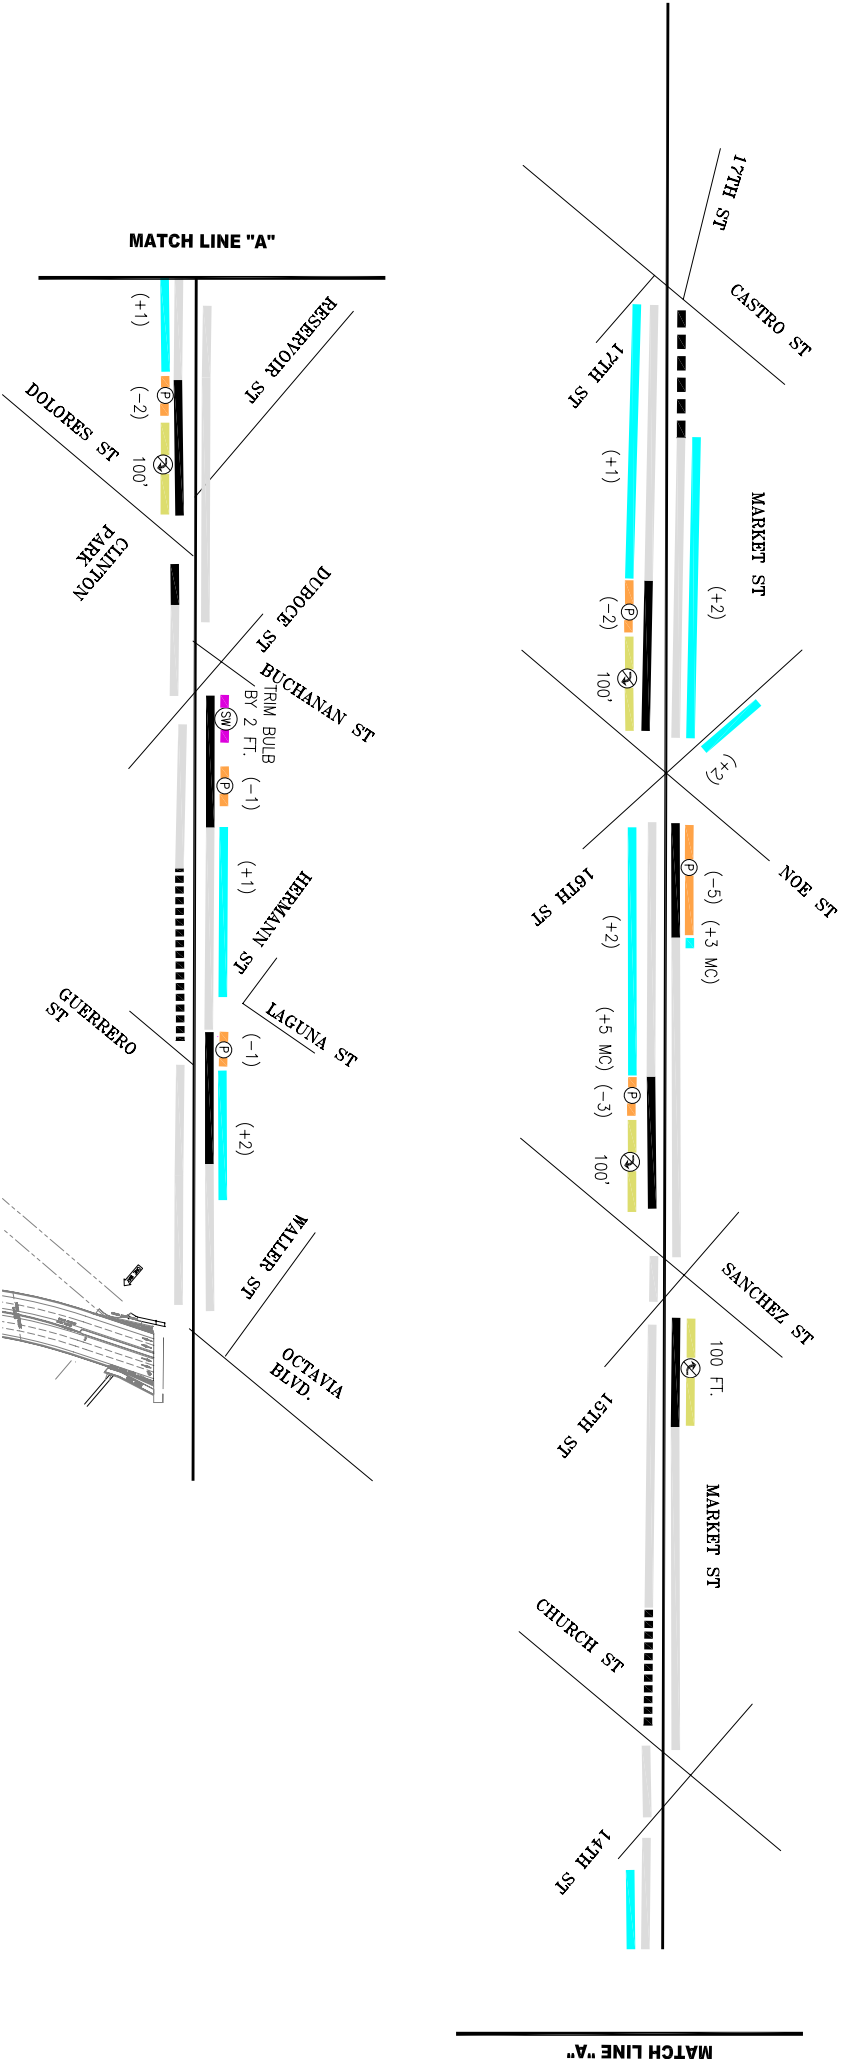 MATCH LINE "A"
RESERVOIR ST
(+1)
(-2)
P
DOLORES ST
100'
CLINTON
PARK
DUBOCE ST
BUCHANAN ST
TRIM BULB
BY 2 FT.
SW
P
(-1)
(+1)
HERMANN ST
LAGUNA ST
GUERRERO
ST
P
(-1)
(+2)
WALLER ST
OCTAVIA
BLVD.
17TH ST
CASTRO ST
17TH ST
MARKET ST
(+1)
(+2)
P
(-2)
100'
(+2)
NOE ST
16TH ST
P
(-5)
(+3 MC)
(+2)
(+5 MC)
(-3)
P
100'
SANCHEZ ST
100 FT.
15TH ST
MARKET ST
CHURCH ST
14TH ST
MATCH LINE "A"